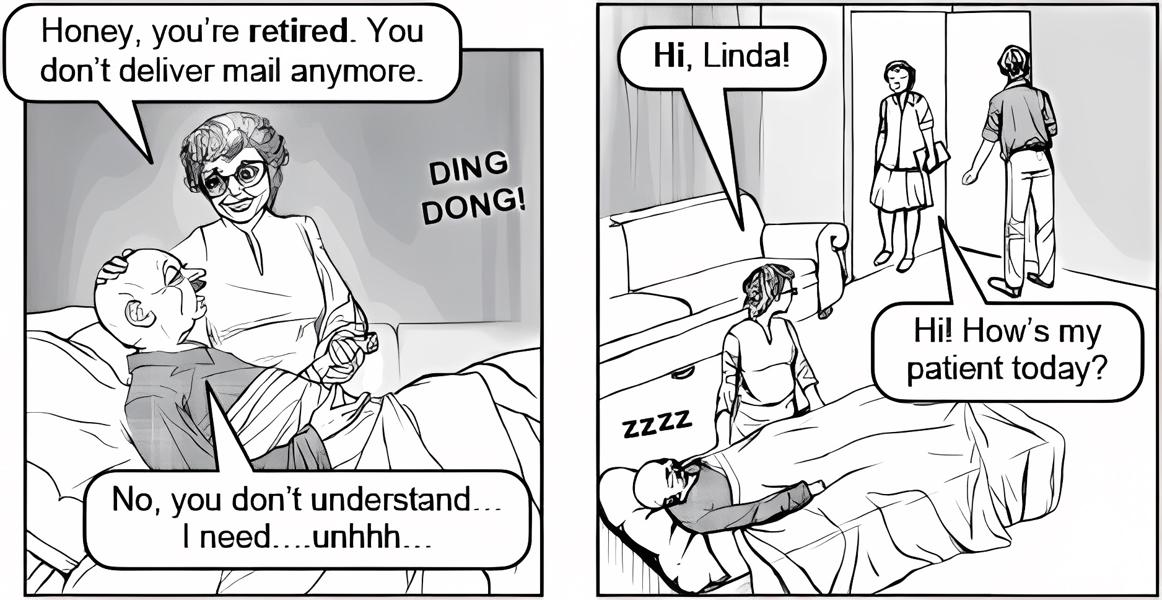 Honey, you're retired. You
don't deliver mail anymore.
DING
DONG!
No, you don't understand...
I need....unhhh...
Hi, Linda!
Hi! How's my
patient today?
zzzz